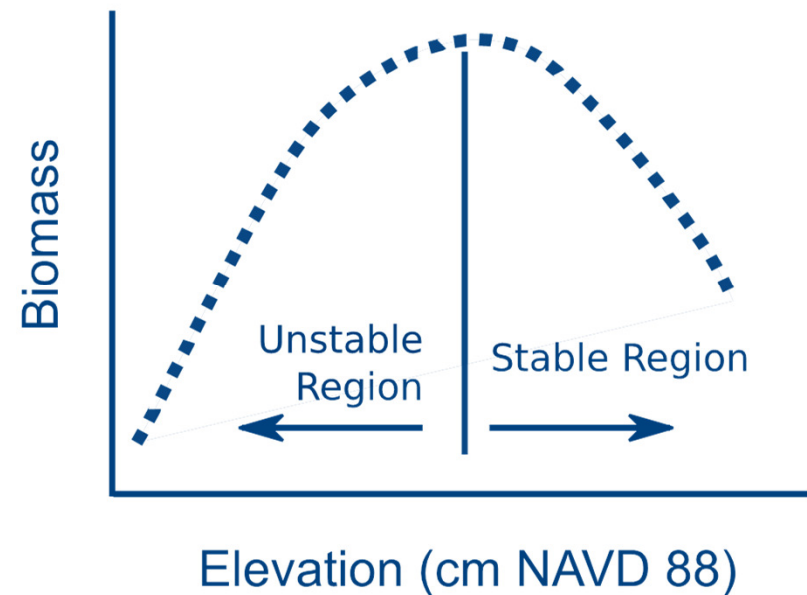 Biomass
Unstable
Region
Stable Region
Elevation (cm NAVD 88)